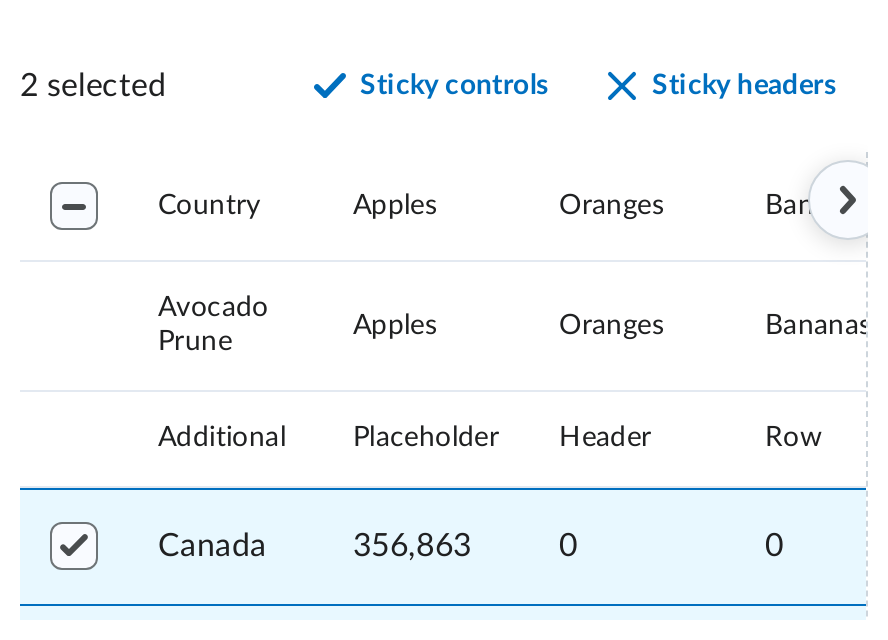 2 selected
Sticky controls
Sticky headers
Country Apples Oranges
Avocado
Prune
Apples Oranges Bananas
Additional Placeholder Header Row
Canada 356,863 0 0